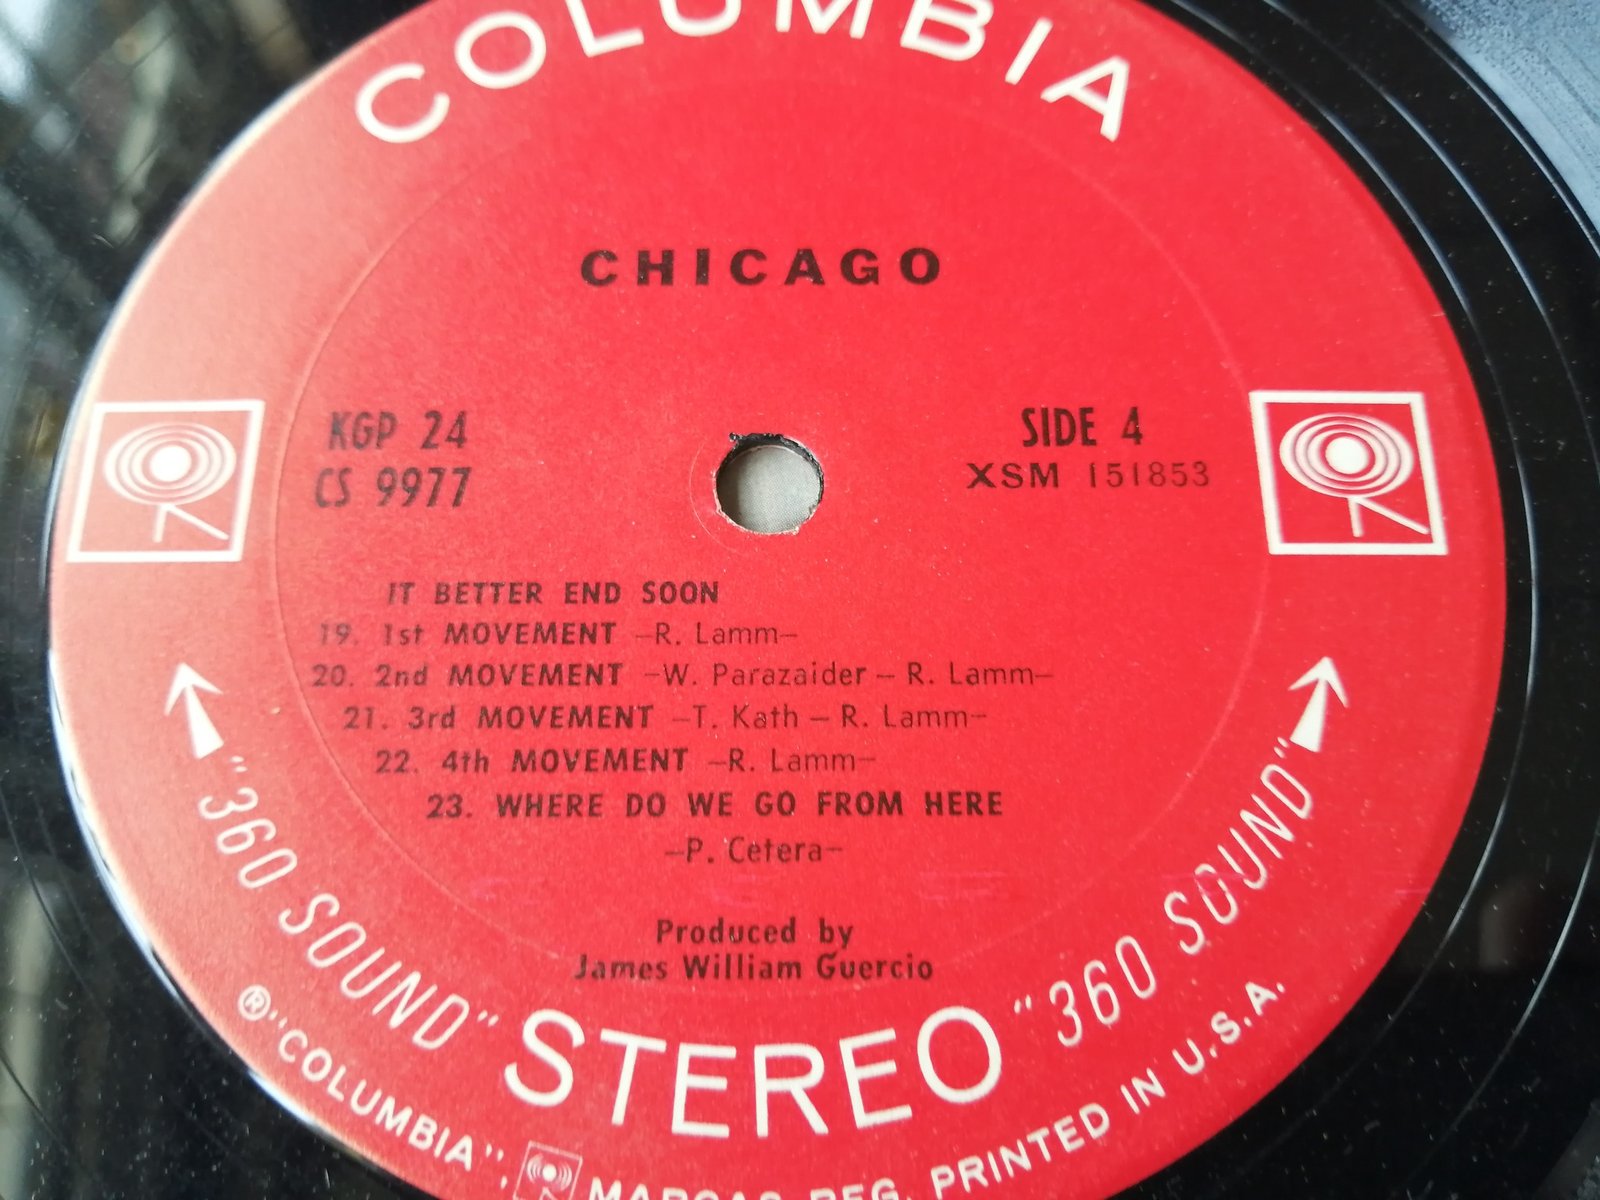 COLUMBIA
CHICAGO
KGP 24
CS 9977
SIDE 4
XSM 151853
IT BETTER END SOON
19. 1st MOVEMENT —R. Lamm—
20. 2nd MOVEMENT —W. Parazaider — R. Lamm—
21. 3rd MOVEMENT —T. Kath — R. Lamm—
22. 4th MOVEMENT —R. Lamm—
23. WHERE DO WE GO FROM HERE
—P. Cetera—
Produced by
James William Guercio
"360 SOUND" STEREO "360 SOUND"
® "COLUMBIA", MARCAS REG. PRINTED IN U.S.A.